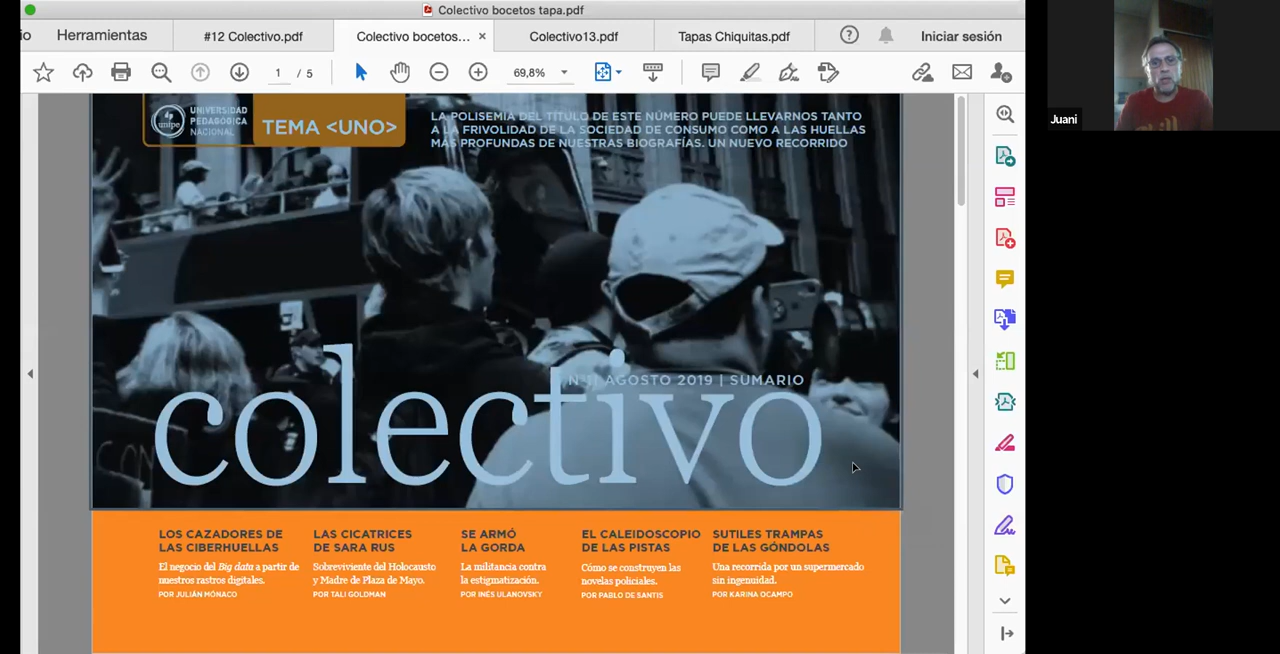 Colectivo bocetos tapa.pdf
io
Herramientas
#12 Colectivo.pdf
Colectivo bocetos...
×
Colectivo13.pdf
Tapas Chiquitas.pdf
Iniciar sesión
1 / 5
69,8%
Juani
unipe
UNIVERSIDAD
PEDAGÓGICA
NACIONAL
TEMA <UNO>
LA POLISEMIA DEL TÍTULO DE ESTE NÚMERO PUEDE LLEVARNOS TANTO
A LA FRIVOLIDAD DE LA SOCIEDAD DE CONSUMO COMO A LAS HUELLAS
MÁS PROFUNDAS DE NUESTRAS BIOGRAFÍAS. UN NUEVO RECORRIDO
AGOSTO 2019 | SUMARIO
colectivo
LOS CAZADORES DE
LAS CIBERHUELLAS
El negocio del Big data a partir de
nuestros rastros digitales.
POR JULIÁN MÓNACO
LAS CICATRICES
DE SARA RUS
Sobreviviente del Holocausto
y Madre de Plaza de Mayo.
POR TALI GOLDMAN
SE ARMÓ
LA GORDA
La militancia contra
la estigmatización.
POR INÉS ULANOVSKY
EL CALEIDOSCOPIO
DE LAS PISTAS
Cómo se construyen las
novelas policiales.
POR PABLO DE SANTIS
SUTILES TRAMPAS
DE LAS GÓNDOLAS
Una recorrida por un supermercado
sin ingenuidad.
POR KARINA OCAMPO